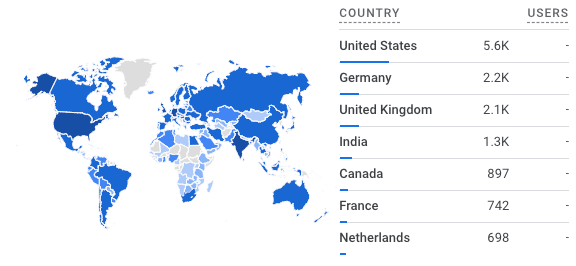 COUNTRY USERS
United States 5.6K -
Germany 2.2K -
United Kingdom 2.1K -
India 1.3K -
Canada 897 -
France 742 -
Netherlands 698 -